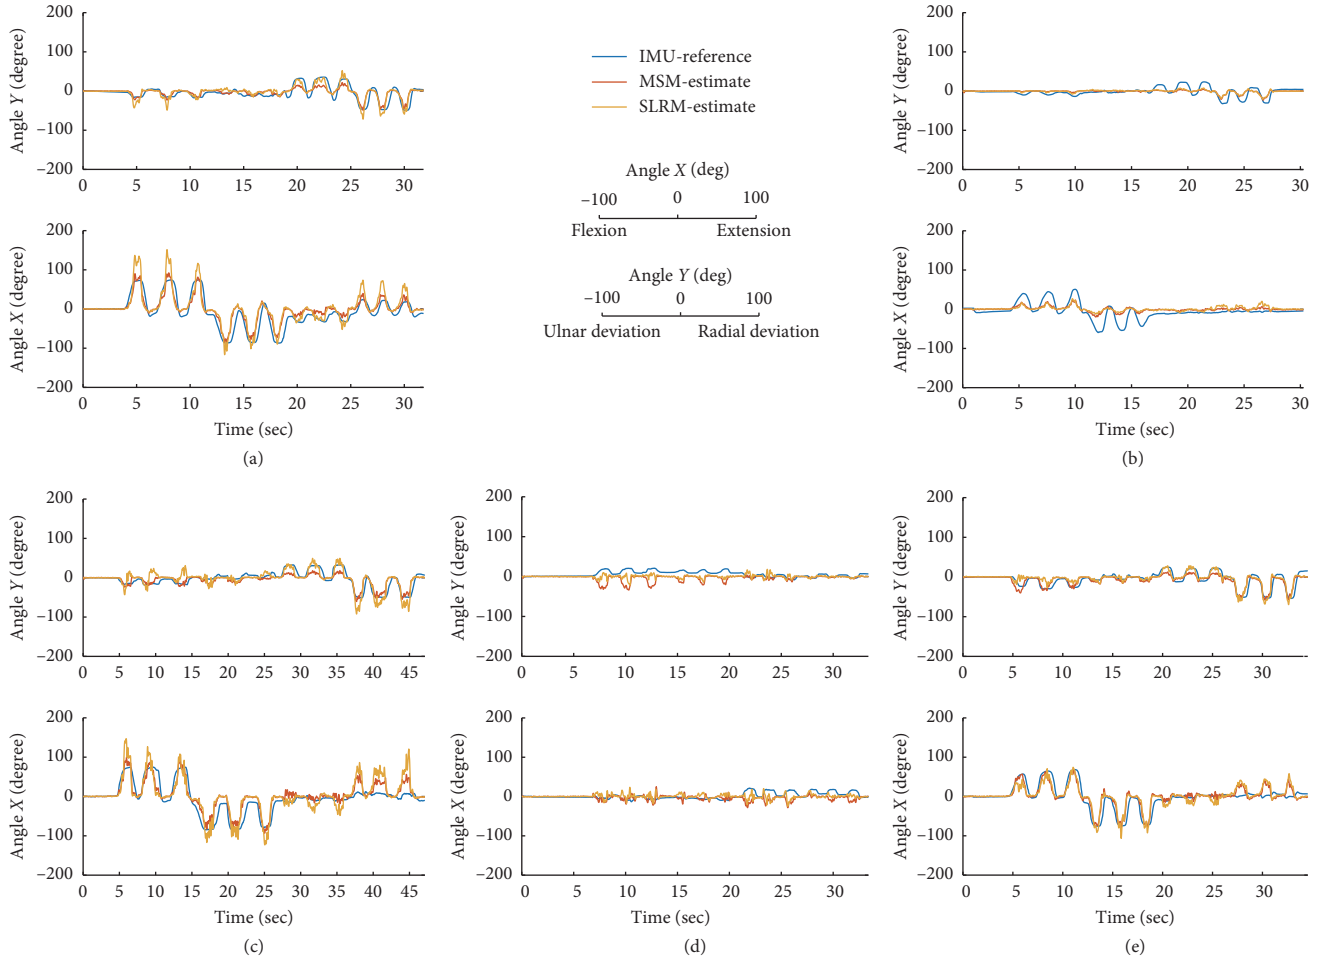 200
100
0
−100
−200
Angle Y (degree)
0 5 10 15 20 25 30
200
100
0
−100
−200
Angle X (degree)
0 5 10 15 20 25 30
Time (sec)
(a)
IMU-reference
MSM-estimate
SLRM-estimate
Angle X (deg)
−100 0 100
Flexion Extension
Angle Y (deg)
−100 0 100
Ulnar deviation Radial deviation
200
100
0
−100
−200
Angle Y (degree)
0 5 10 15 20 25 30
200
100
0
−100
−200
Angle X (degree)
0 5 10 15 20 25 30
Time (sec)
(b)
200
100
0
−100
−200
Angle Y (degree)
0 5 10 15 20 25 30 35 40 45
200
100
0
−100
−200
Angle X (degree)
0 5 10 15 20 25 30 35 40 45
Time (sec)
(c)
200
100
0
−100
−200
Angle Y (degree)
0 5 10 15 20 25 30
200
100
0
−100
−200
Angle X (degree)
0 5 10 15 20 25 30
Time (sec)
(d)
200
100
0
−100
−200
Angle Y (degree)
0 5 10 15 20 25 30
200
100
0
−100
−200
Angle X (degree)
0 5 10 15 20 25 30
Time (sec)
(e)